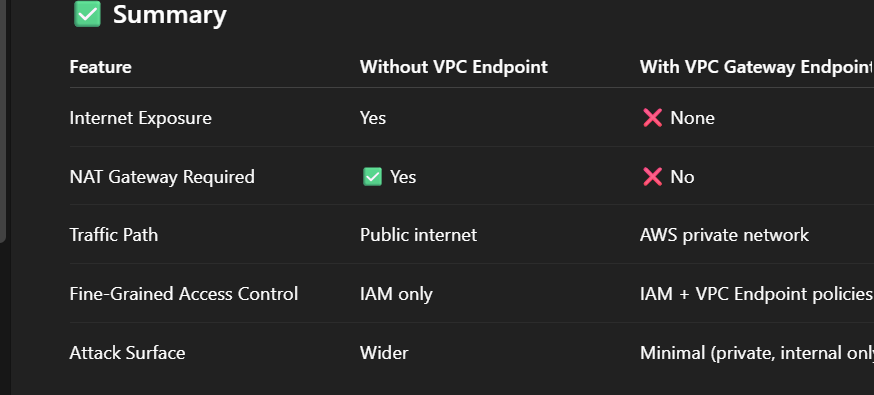 ✅ Summary
Feature Without VPC Endpoint With VPC Gateway Endpoint
Internet Exposure Yes ❌ None
NAT Gateway Required ✅ Yes ❌ No
Traffic Path Public internet AWS private network
Fine-Grained Access Control IAM only IAM + VPC Endpoint policies
Attack Surface Wider Minimal (private, internal only